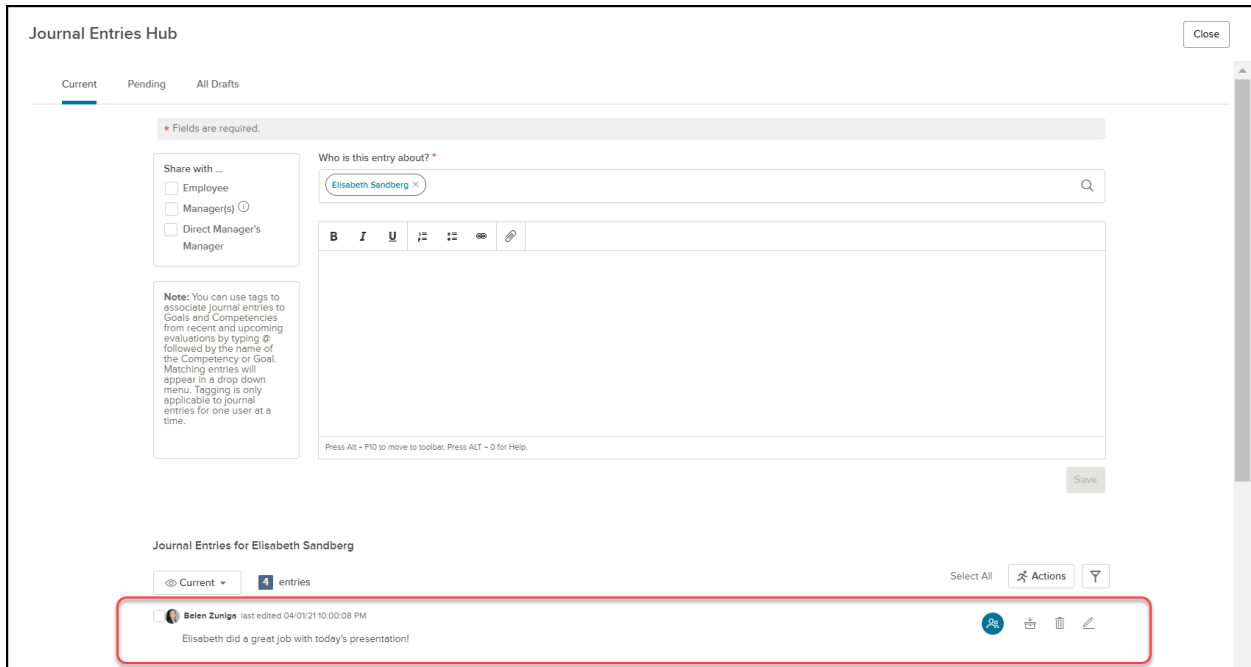 Journal Entries Hub
Close
Current Pending All Drafts
* Fields are required.
Share with ...
Employee
Manager(s)
Direct Manager's
Manager
Who is this entry about? *
Elisabeth Sandberg ×
B I U
Note: You can use tags to
associate journal entries to
Goals and Competencies
from recent and upcoming
evaluations by typing @
followed by the name of
the Competency or Goal.
Matching entries will
appear in a drop down
menu. Tagging is only
applicable to journal
entries for one user at a
time.
Press Alt + F10 to move to toolbar. Press ALT + 0 for Help.
Save
Journal Entries for Elisabeth Sandberg
Current 4 entries
Select All Actions
Belen Zuniga last edited 04/01/21 10:00:08 PM
Elisabeth did a great job with today's presentation!